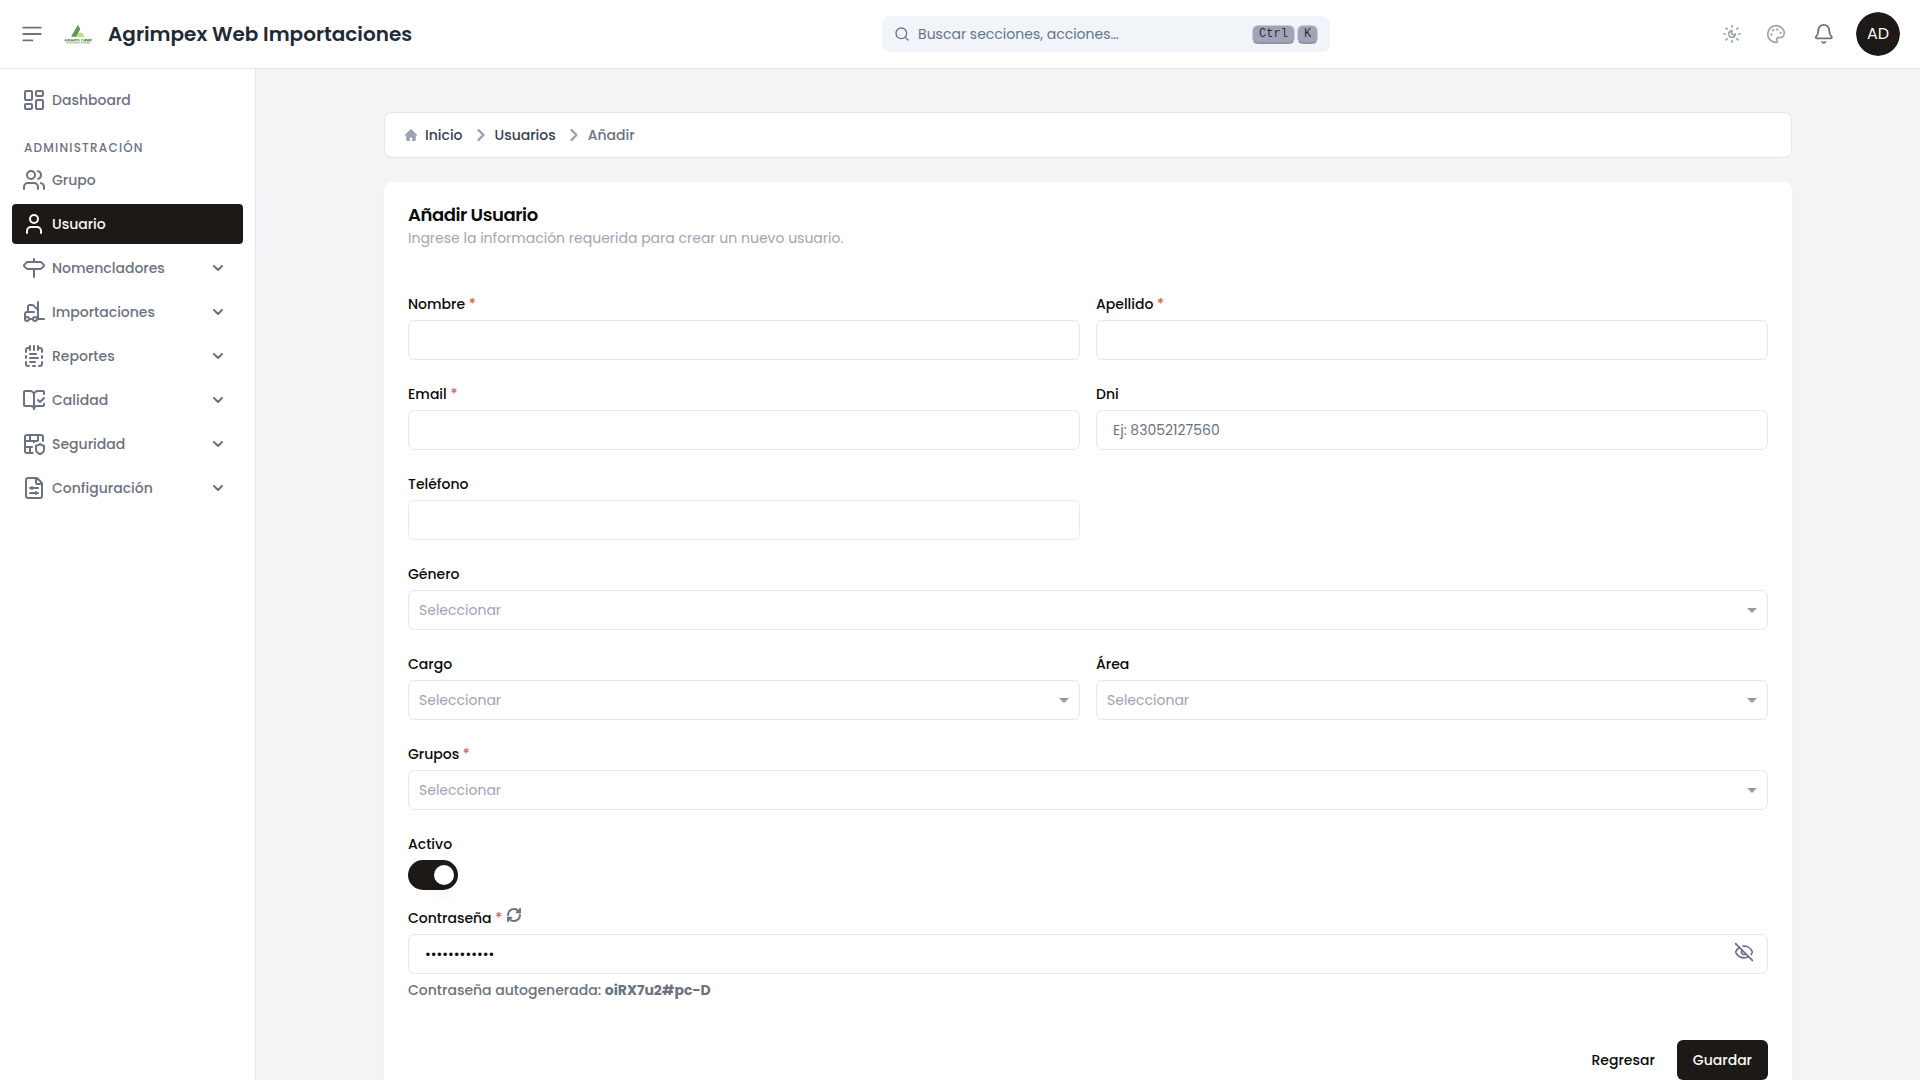 Agrimpex Web Importaciones
Buscar secciones, acciones...
Ctrl K
AD
Dashboard
ADMINISTRACIÓN
Grupo
Usuario
Nomencladores
Importaciones
Reportes
Calidad
Seguridad
Configuración
Inicio > Usuarios > Añadir
Añadir Usuario
Ingrese la información requerida para crear un nuevo usuario.
Nombre *
Apellido *
Email *
Dni
Ej: 83052127560
Teléfono
Género
Seleccionar
Cargo
Seleccionar
Área
Seleccionar
Grupos *
Seleccionar
Activo
Contraseña *
••••••••••••
Contraseña autogenerada: oiRX7u2#pc-D
Regresar
Guardar